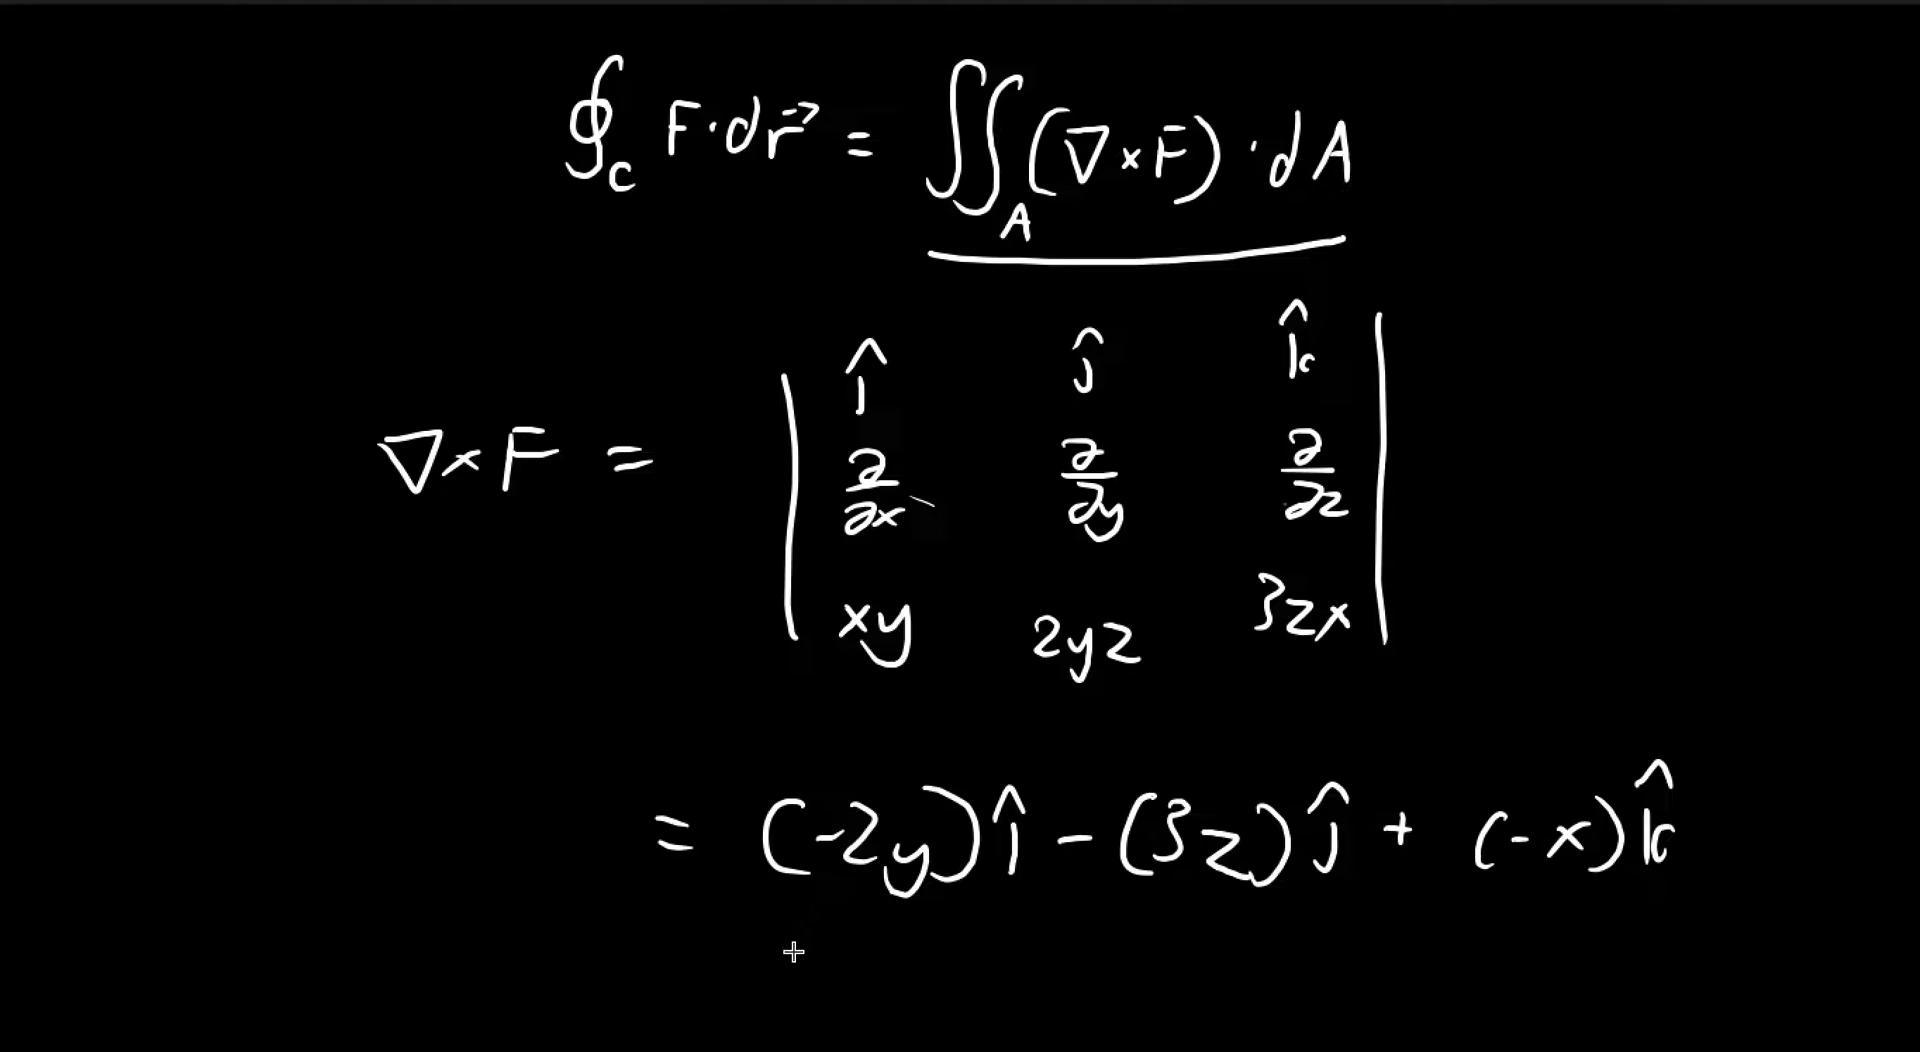 ∮_C F·dr⃗ = ∬_A (∇×F)·dA
î ĵ k̂
∇×F = | ∂/∂x ∂/∂y ∂/∂z |
xy 2yz 3zx
= (-2y)î - (3z)ĵ + (-x)k̂